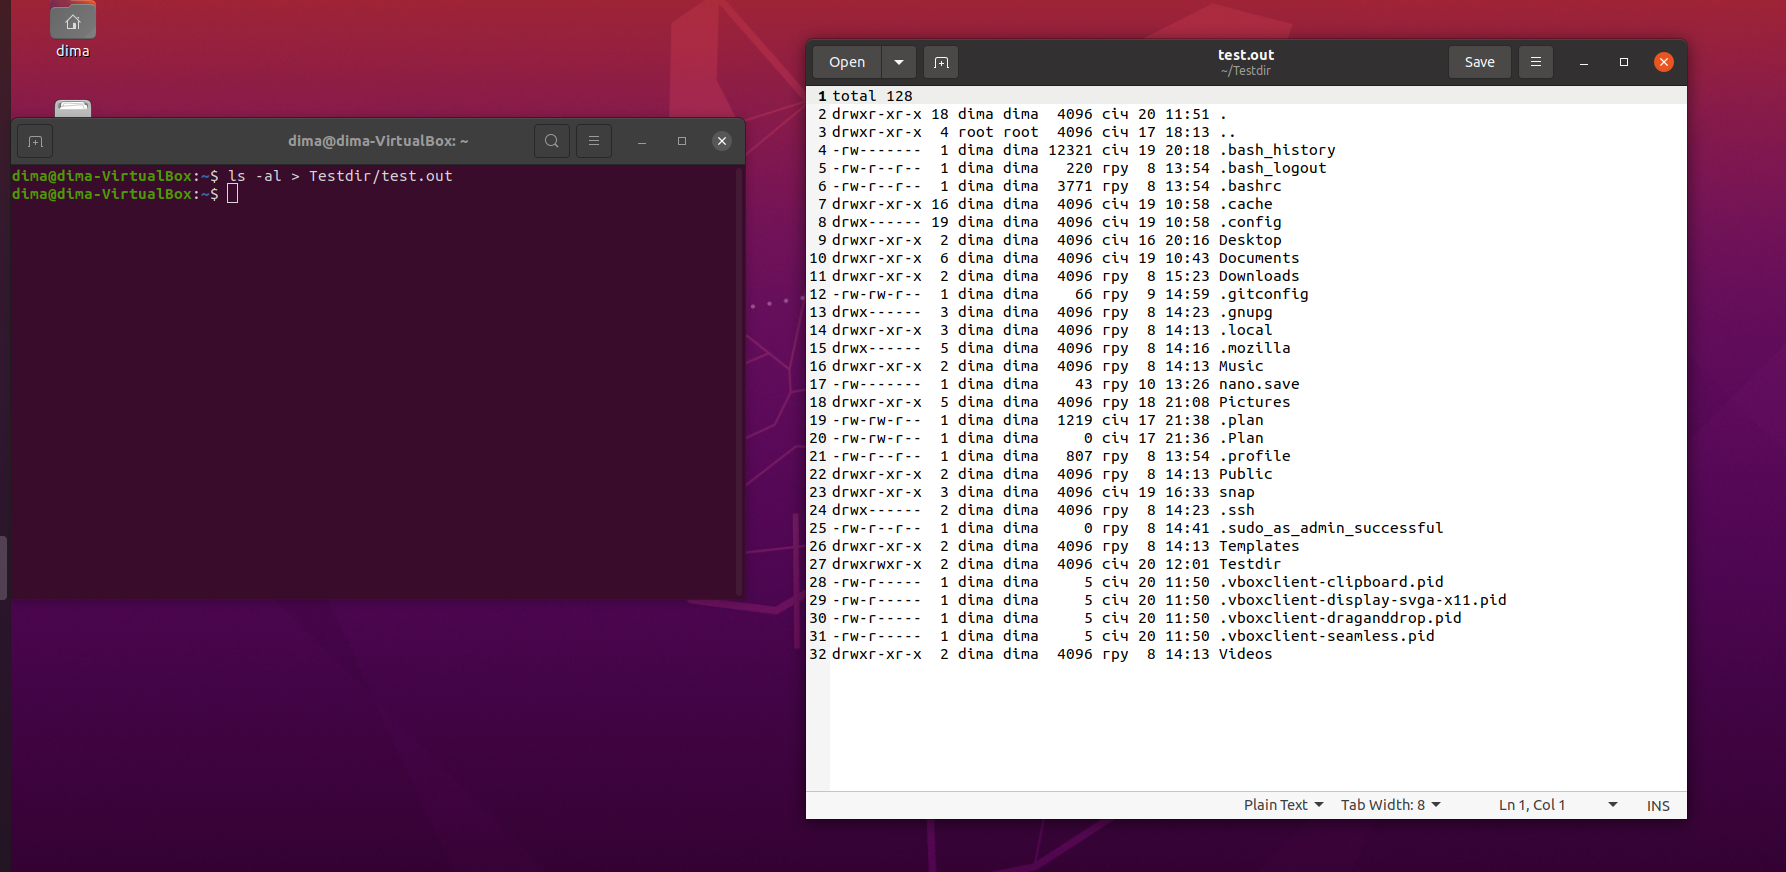 dima
dima@dima-VirtualBox: ~
dima@dima-VirtualBox:~$ ls -al > Testdir/test.out
dima@dima-VirtualBox:~$
Open
test.out
~/Testdir
Save
1 total 128
2 drwxr-xr-x 18 dima dima  4096 січ 20 11:51 .
3 drwxr-xr-x  4 root root  4096 січ 17 18:13 ..
4 -rw-------  1 dima dima 12321 січ 19 20:18 .bash_history
5 -rw-r--r--  1 dima dima   220 гру  8 13:54 .bash_logout
6 -rw-r--r--  1 dima dima  3771 гру  8 13:54 .bashrc
7 drwxr-xr-x 16 dima dima  4096 січ 19 10:58 .cache
8 drwx------ 19 dima dima  4096 січ 19 10:58 .config
9 drwxr-xr-x  2 dima dima  4096 січ 16 20:16 Desktop
10 drwxr-xr-x  6 dima dima  4096 січ 19 10:43 Documents
11 drwxr-xr-x  2 dima dima  4096 гру  8 15:23 Downloads
12 -rw-rw-r--  1 dima dima    66 гру  9 14:59 .gitconfig
13 drwx------  3 dima dima  4096 гру  8 14:23 .gnupg
14 drwxr-xr-x  3 dima dima  4096 гру  8 14:13 .local
15 drwx------  5 dima dima  4096 гру  8 14:16 .mozilla
16 drwxr-xr-x  2 dima dima  4096 гру  8 14:13 Music
17 -rw-------  1 dima dima    43 гру 10 13:26 nano.save
18 drwxr-xr-x  5 dima dima  4096 гру 18 21:08 Pictures
19 -rw-rw-r--  1 dima dima  1219 січ 17 21:38 .plan
20 -rw-rw-r--  1 dima dima     0 січ 17 21:36 .Plan
21 -rw-r--r--  1 dima dima   807 гру  8 13:54 .profile
22 drwxr-xr-x  2 dima dima  4096 гру  8 14:13 Public
23 drwxr-xr-x  3 dima dima  4096 січ 19 16:33 snap
24 drwx------  2 dima dima  4096 гру  8 14:23 .ssh
25 -rw-r--r--  1 dima dima     0 гру  8 14:41 .sudo_as_admin_successful
26 drwxr-xr-x  2 dima dima  4096 гру  8 14:13 Templates
27 drwxrwxr-x  2 dima dima  4096 січ 20 12:01 Testdir
28 -rw-r-----  1 dima dima     5 січ 20 11:50 .vboxclient-clipboard.pid
29 -rw-r-----  1 dima dima     5 січ 20 11:50 .vboxclient-display-svga-x11.pid
30 -rw-r-----  1 dima dima     5 січ 20 11:50 .vboxclient-draganddrop.pid
31 -rw-r-----  1 dima dima     5 січ 20 11:50 .vboxclient-seamless.pid
32 drwxr-xr-x  2 dima dima  4096 гру  8 14:13 Videos
Plain Text
Tab Width: 8
Ln 1, Col 1
INS